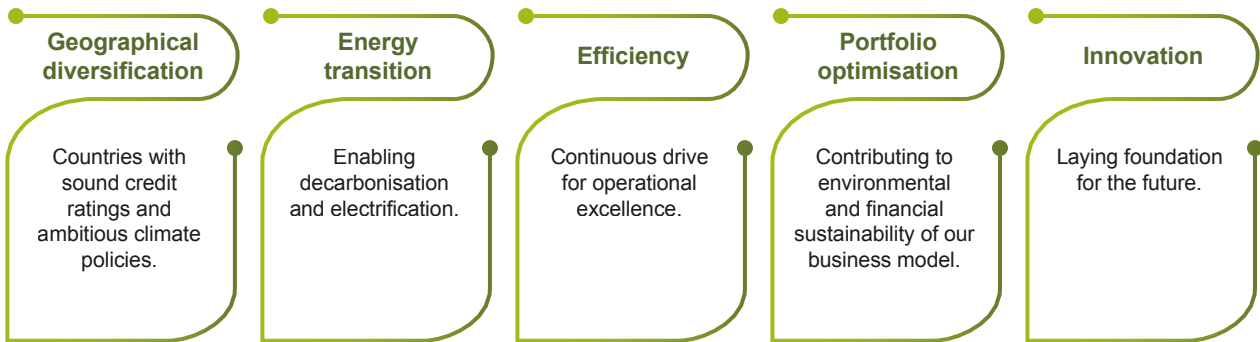 Geographical
diversification
Countries with
sound credit
ratings and
ambitious climate
policies.
Energy
transition
Enabling
decarbonisation
and electrification.
Efficiency
Continuous drive
for operational
excellence.
Portfolio
optimisation
Contributing to
environmental
and financial
sustainability of our
business model.
Innovation
Laying foundation
for the future.